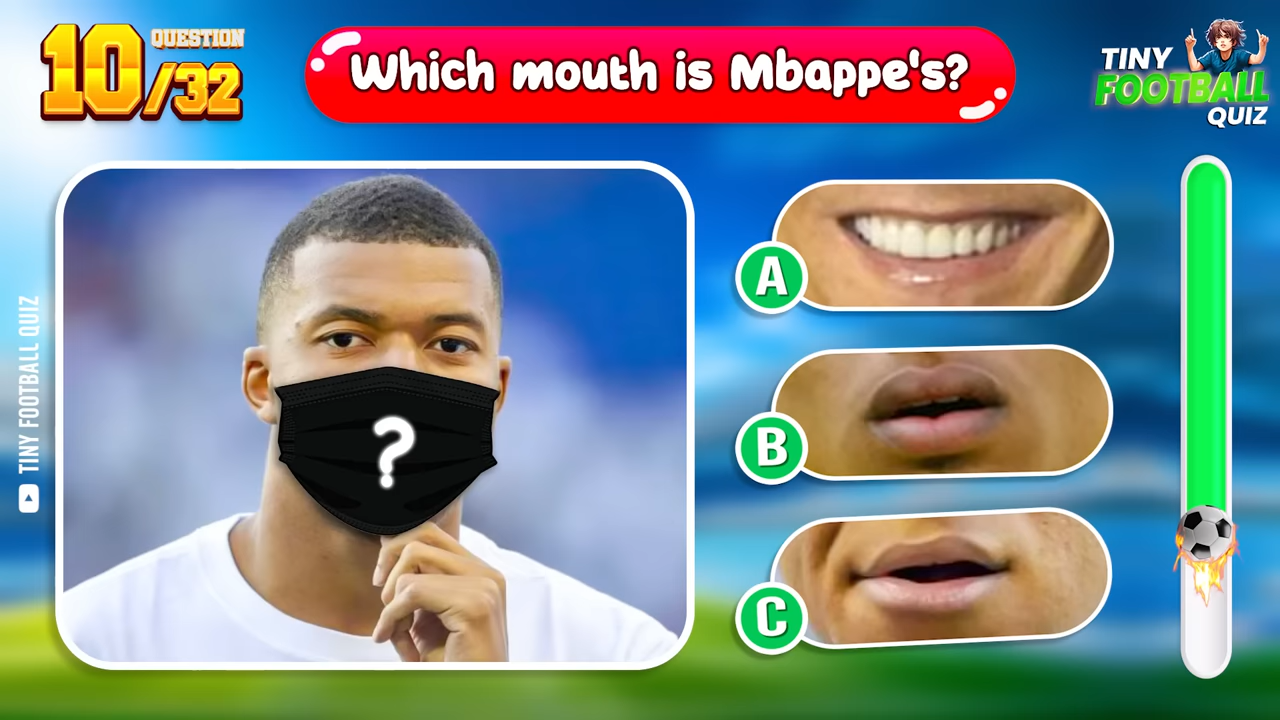 10/32
QUESTION
Which mouth is Mbappe's?
TINY
FOOTBALL
QUIZ
TINY FOOTBALL QUIZ
?
A
B
C